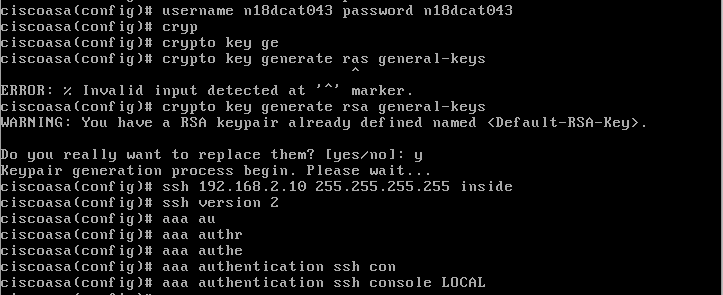 ciscoasa(config)# username n18dcat043 password n18dcat043
ciscoasa(config)# cryp
ciscoasa(config)# crypto key ge
ciscoasa(config)# crypto key generate ras general-keys
^
ERROR: % Invalid input detected at '^' marker.
ciscoasa(config)# crypto key generate rsa general-keys
WARNING: You have a RSA keypair already defined named <Default-RSA-Key>.
Do you really want to replace them? [yes/no]: y
Keypair generation process begin. Please wait...
ciscoasa(config)# ssh 192.168.2.10 255.255.255.255 inside
ciscoasa(config)# ssh version 2
ciscoasa(config)# aaa au
ciscoasa(config)# aaa authr
ciscoasa(config)# aaa authe
ciscoasa(config)# aaa authentication ssh con
ciscoasa(config)# aaa authentication ssh console LOCAL